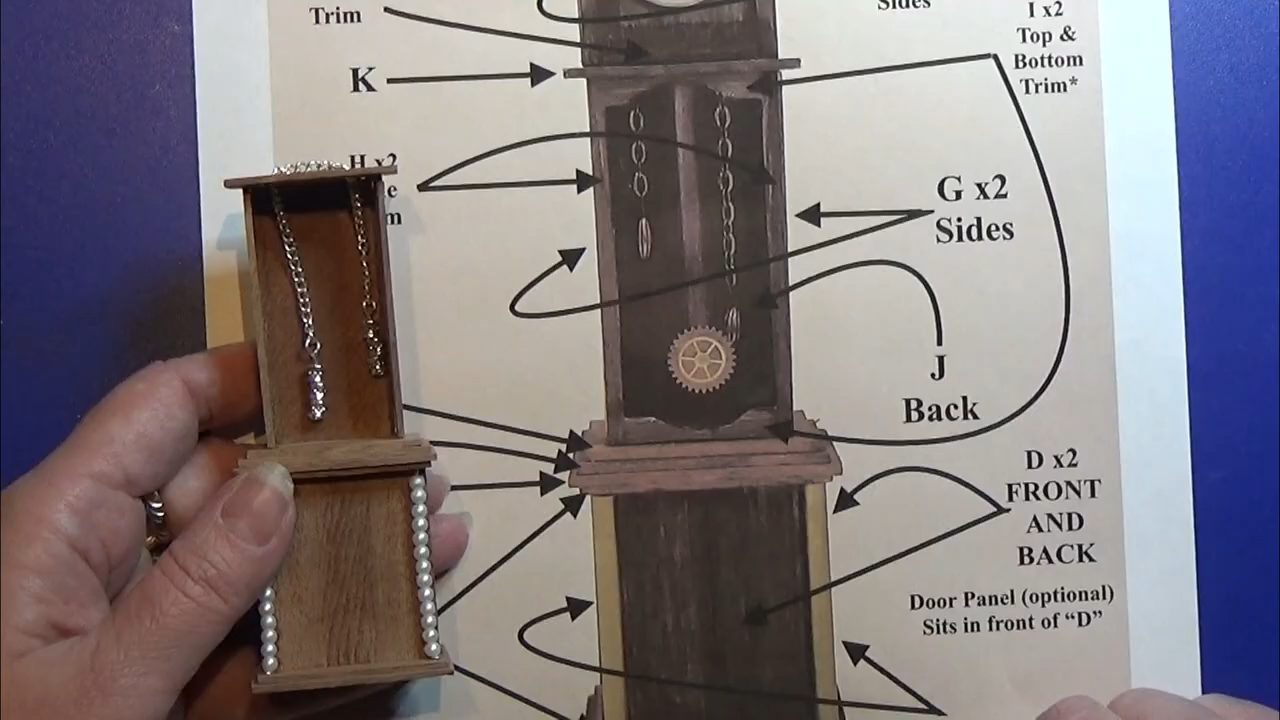 Trim
Sides
I x2
Top &
Bottom
Trim*
K
H x2
G x2
Sides
J
Back
D x2
FRONT
AND
BACK
Door Panel (optional)
Sits in front of “D”